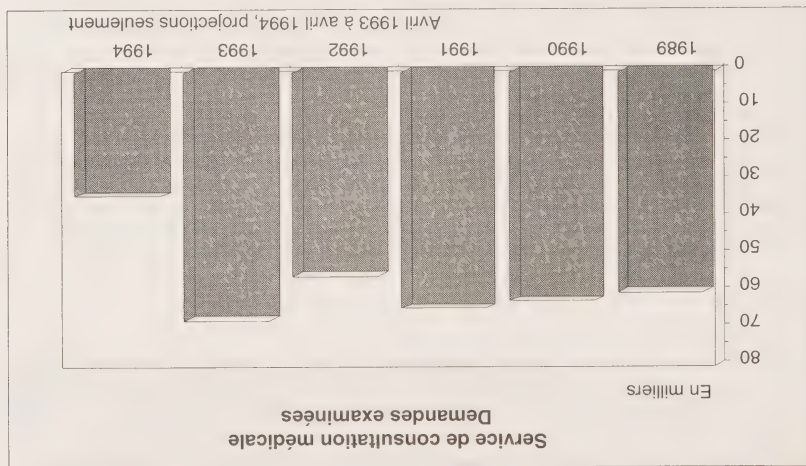 Service de consultation médicale
Demandes examinées
En milliers
80
70
60
50
40
30
20
10
0
1989 1990 1991 1992 1993 1994
Avril 1993 à avril 1994, projections seulement